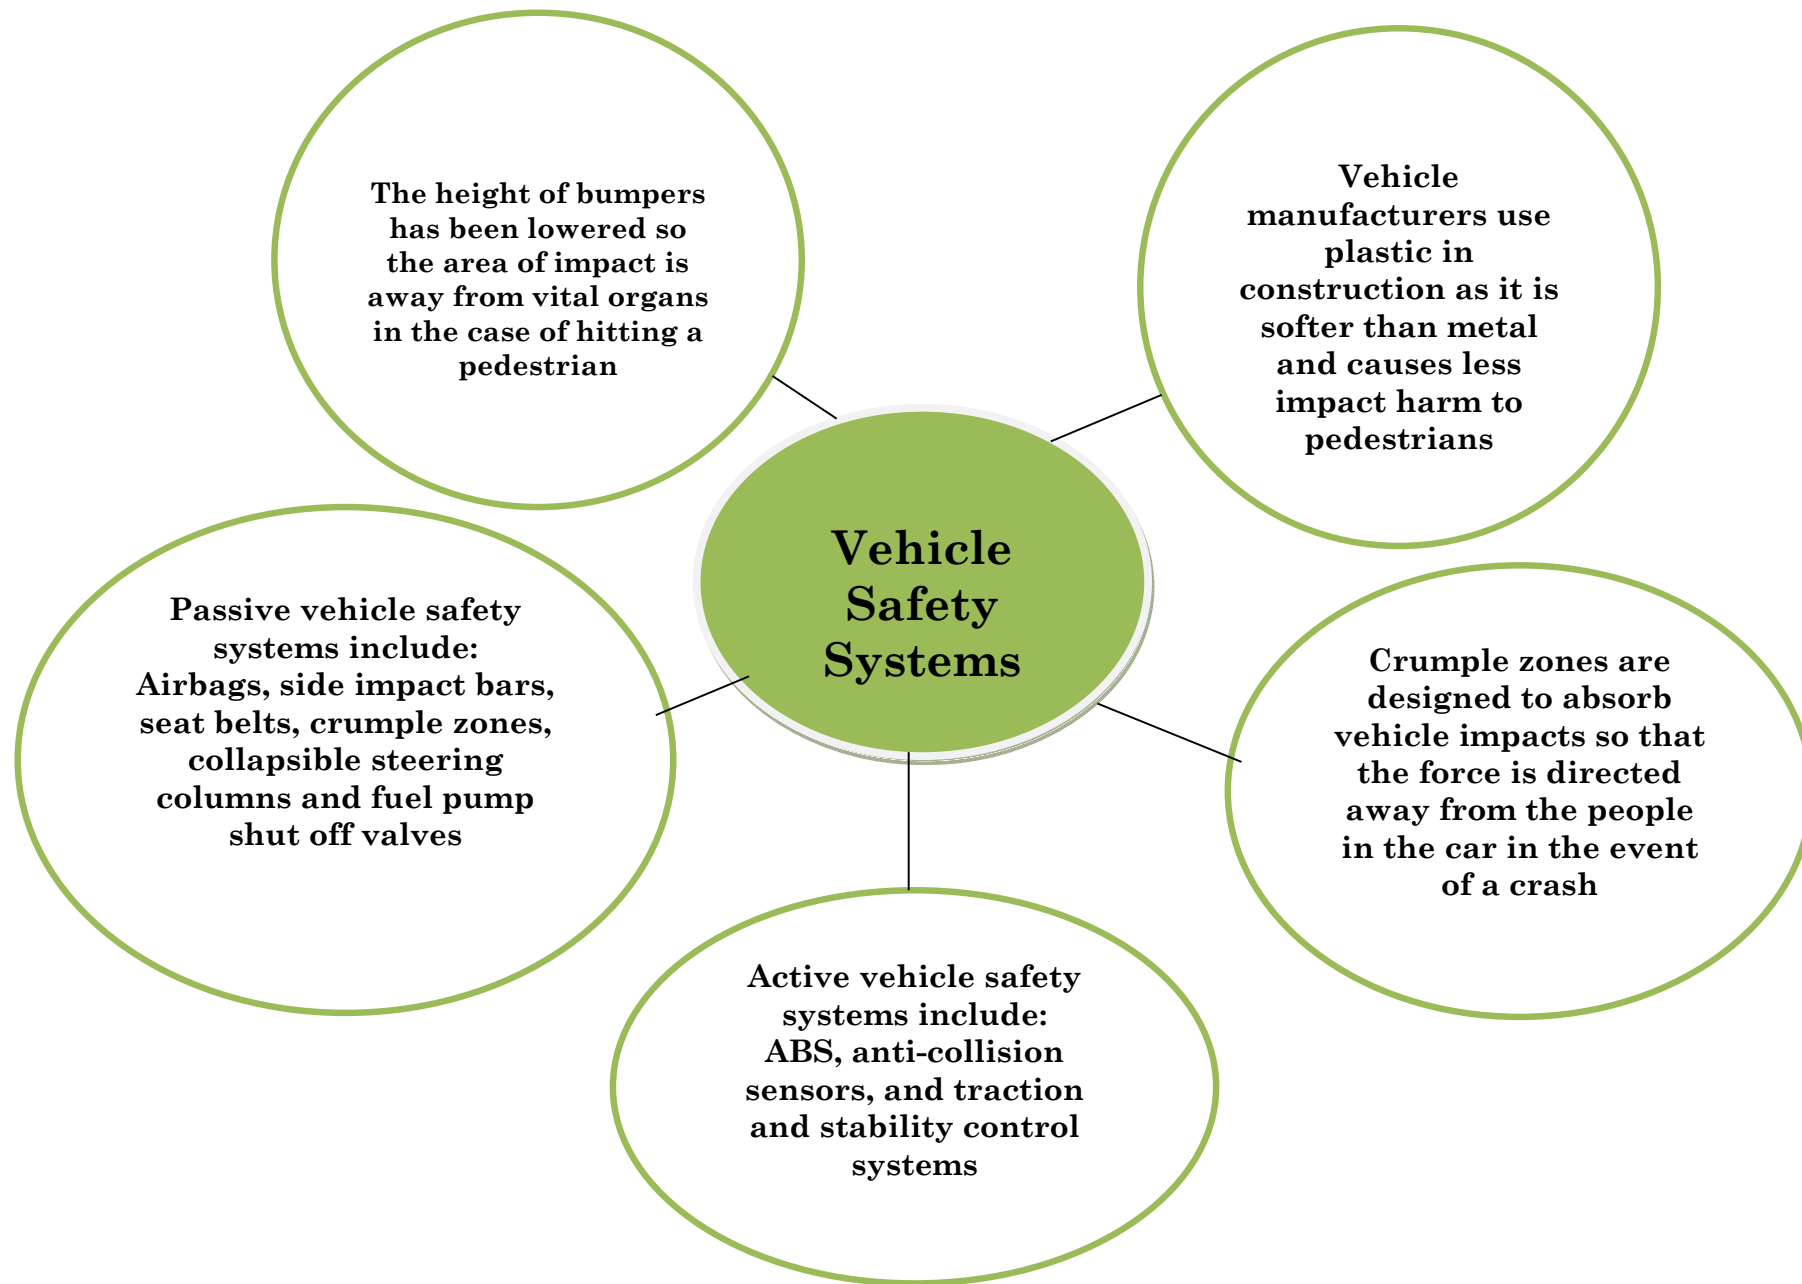 The height of bumpers
has been lowered so
the area of impact is
away from vital organs
in the case of hitting a
pedestrian
Vehicle
manufacturers use
plastic in
construction as it is
softer than metal
and causes less
impact harm to
pedestrians
Vehicle
Safety
Systems
Passive vehicle safety
systems include:
Airbags, side impact bars,
seat belts, crumple zones,
collapsible steering
columns and fuel pump
shut off valves
Crumple zones are
designed to absorb
vehicle impacts so that
the force is directed
away from the people
in the car in the event
of a crash
Active vehicle safety
systems include:
ABS, anti-collision
sensors, and traction
and stability control
systems